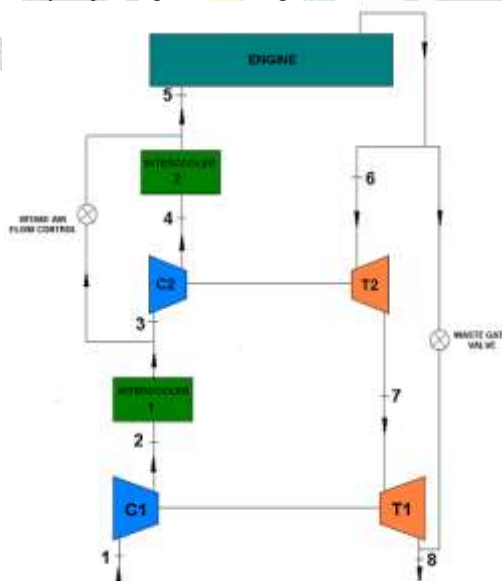 ENGINE
5
INTERCOOLER
2
6
INTAKE AIR
FLOW CONTROL
4
C2
T2
3
WASTE GATE
VALVE
INTERCOOLER
1
7
2
C1
T1
1
8